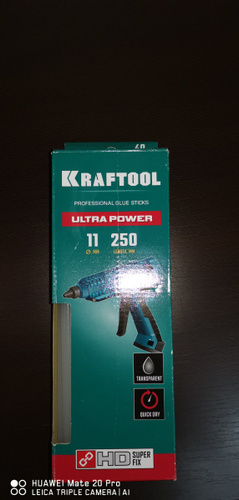 KRAFTOOL
PROFESSIONAL GLUE STICKS
ULTRA POWER
11 250
TRANSPARENT
QUICK DRY
HD SUPER
FIX
HUAWEI Mate 20 Pro
LEICA TRIPLE CAMERA | AI